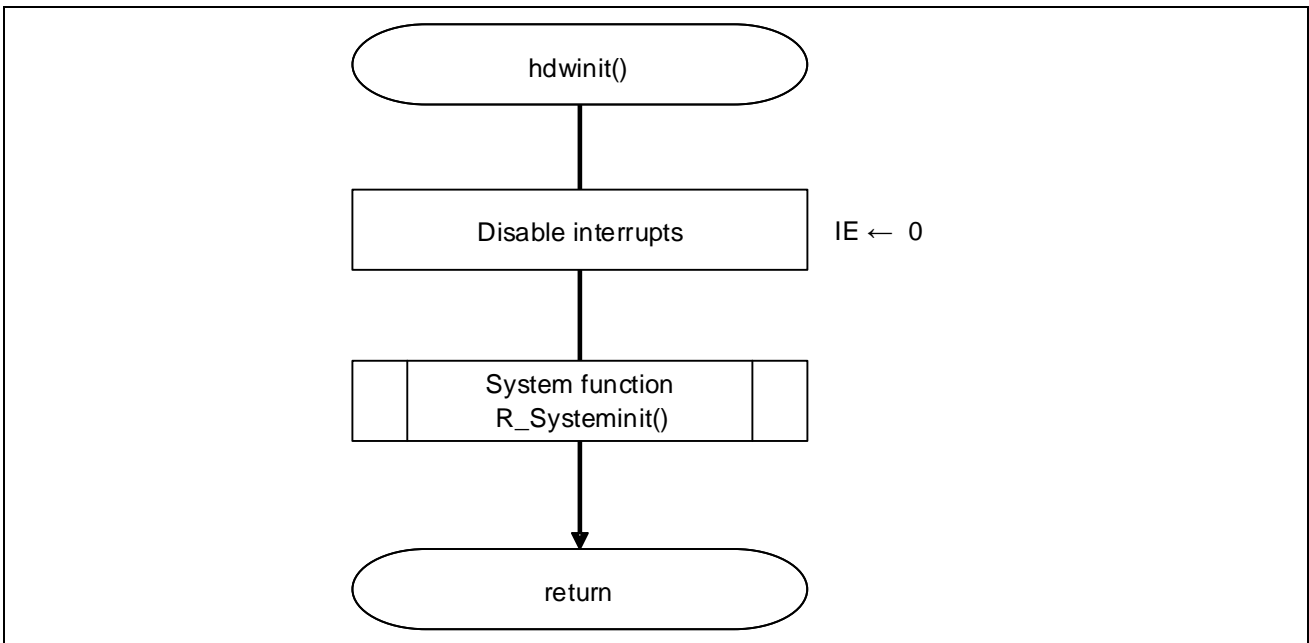 hdwinit()
Disable interrupts
IE ← 0
System function
R_Systeminit()
return